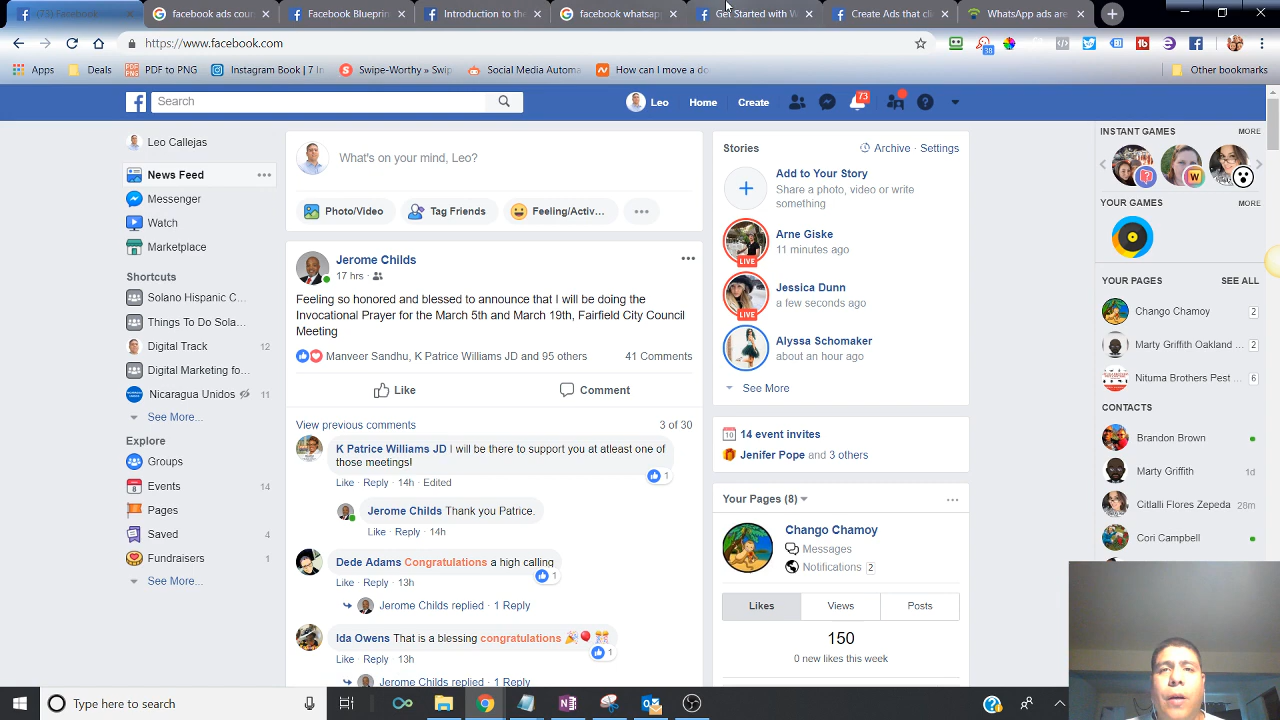 (73) Facebook
facebook ads cour
Facebook Blueprin
Introduction to the
facebook whatsap
Get Started with W
Create Ads that cli
WhatsApp ads are
https://www.facebook.com
38
Apps
Deals
PDF to PNG
Instagram Book | 7 In
Swipe-Worthy » Swip
Social Media Automa
How can I move a do
Other bookmarks
Search
Leo
Home
Create
73
Leo Callejas
News Feed
Messenger
Watch
Marketplace
Shortcuts
Solano Hispanic C...
Things To Do Sola...
Digital Track 12
Digital Marketing fo...
Nicaragua Unidos 11
See More...
Explore
Groups
Events 14
Pages
Saved 4
Fundraisers
See More...
What's on your mind, Leo?
Photo/Video
Tag Friends
Feeling/Activ...
Jerome Childs
17 hrs ·
Feeling so honored and blessed to announce that I will be doing the
Invocational Prayer for the March 5th and March 19th, Fairfield City Council
Meeting
Manveer Sandhu, K Patrice Williams JD and 95 others
41 Comments
Like
Comment
View previous comments
3 of 30
K Patrice Williams JD I will be there to support you at atleast one of
those meetings!
1
Like · Reply · 14h · Edited
Jerome Childs Thank you Patrice.
Like · Reply · 14h
Dede Adams Congratulations a high calling
1
Like · Reply · 13h
Jerome Childs replied · 1 Reply
Ida Owens That is a blessing congratulations
1
Like · Reply · 13h
Jerome Childs replied · 1 Reply
Stories
Archive · Settings
Add to Your Story
Share a photo, video or write
something
Arne Giske
11 minutes ago
LIVE
Jessica Dunn
a few seconds ago
LIVE
Alyssa Schomaker
about an hour ago
See More
14 event invites
Jenifer Pope and 3 others
Your Pages (8)
Chango Chamoy
Messages
Notifications 2
Likes
Views
Posts
150
0 new likes this week
INSTANT GAMES
MORE
YOUR GAMES
MORE
YOUR PAGES
SEE ALL
Chango Chamoy 2
Marty Griffith Oakland ... 2
Nituma Brothers Pest ... 6
CONTACTS
Brandon Brown
Marty Griffith 1d
Citlalli Flores Zepeda 28m
Cori Campbell
Type here to search